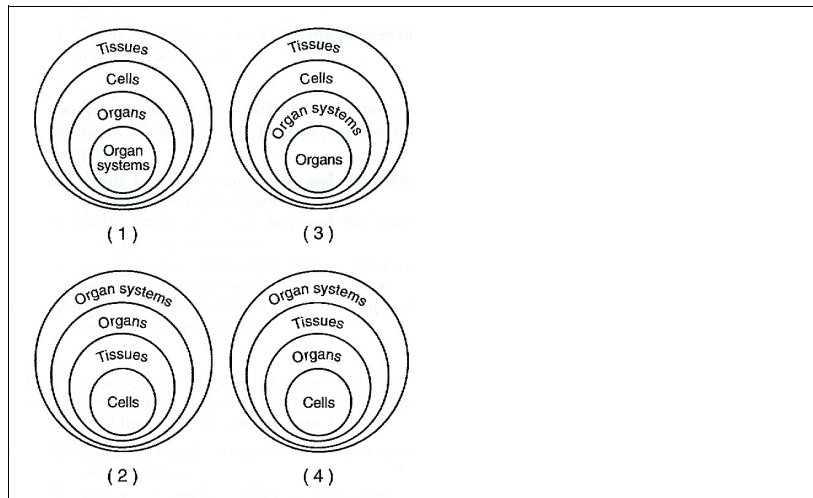 Tissues
Cells
Organs
Organ
systems
(1)
Tissues
Cells
Organ systems
Organs
(3)
Organ systems
Organs
Tissues
Cells
(2)
Organ systems
Tissues
Organs
Cells
(4)